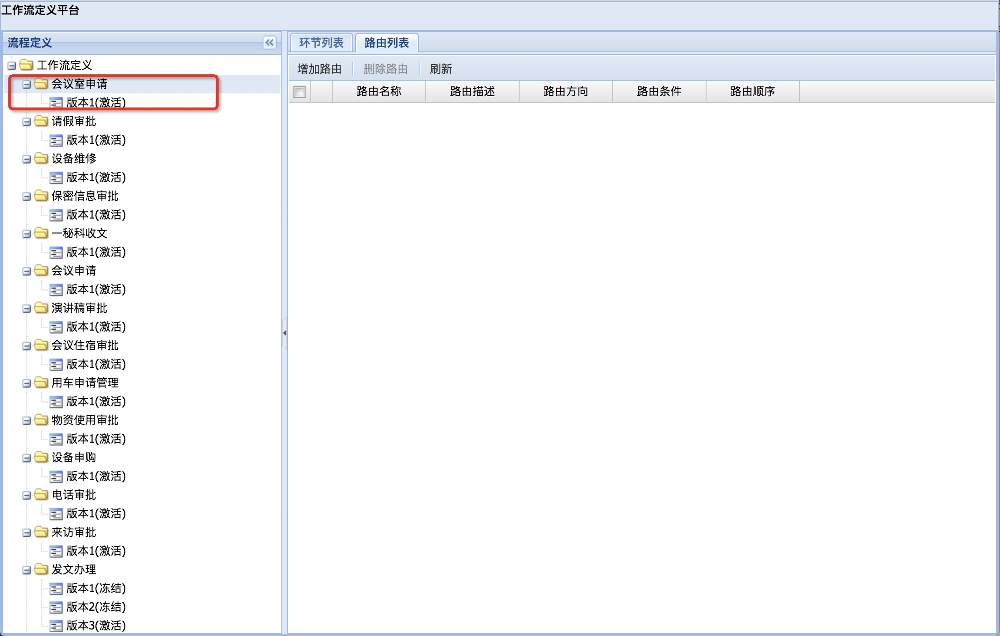 工作流定义平台
流程定义
工作流定义
会议室申请
版本1(激活)
请假审批
版本1(激活)
设备维修
版本1(激活)
保密信息审批
版本1(激活)
一秘科收文
版本1(激活)
会议申请
版本1(激活)
演讲稿审批
版本1(激活)
会议住宿审批
版本1(激活)
用车申请管理
版本1(激活)
物资使用审批
版本1(激活)
设备申购
版本1(激活)
电话审批
版本1(激活)
来访审批
版本1(激活)
发文办理
版本1(冻结)
版本2(冻结)
版本3(激活)
环节列表 路由列表
增加路由 删除路由 刷新
路由名称 路由描述 路由方向 路由条件 路由顺序